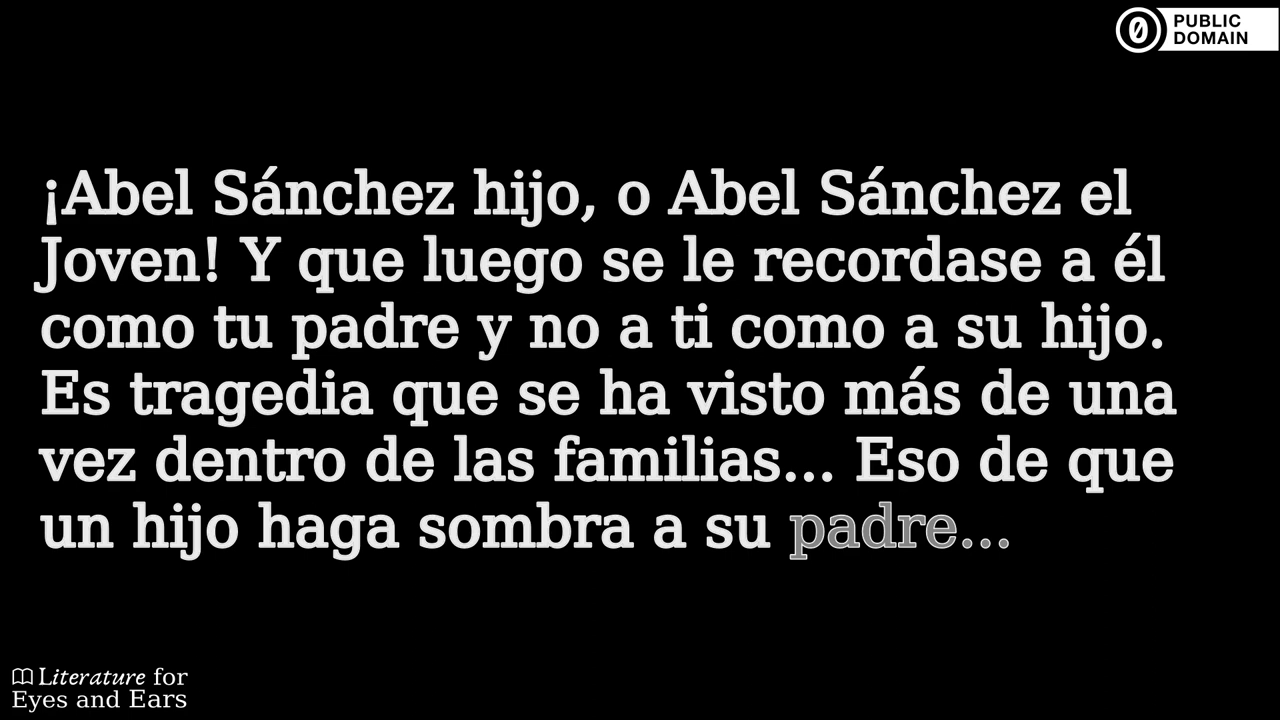 PUBLIC
DOMAIN
¡Abel Sánchez hijo, o Abel Sánchez el
Joven! Y que luego se le recordase a él
como tu padre y no a ti como a su hijo.
Es tragedia que se ha visto más de una
vez dentro de las familias... Eso de que
un hijo haga sombra a su padre...
Literature for
Eyes and Ears